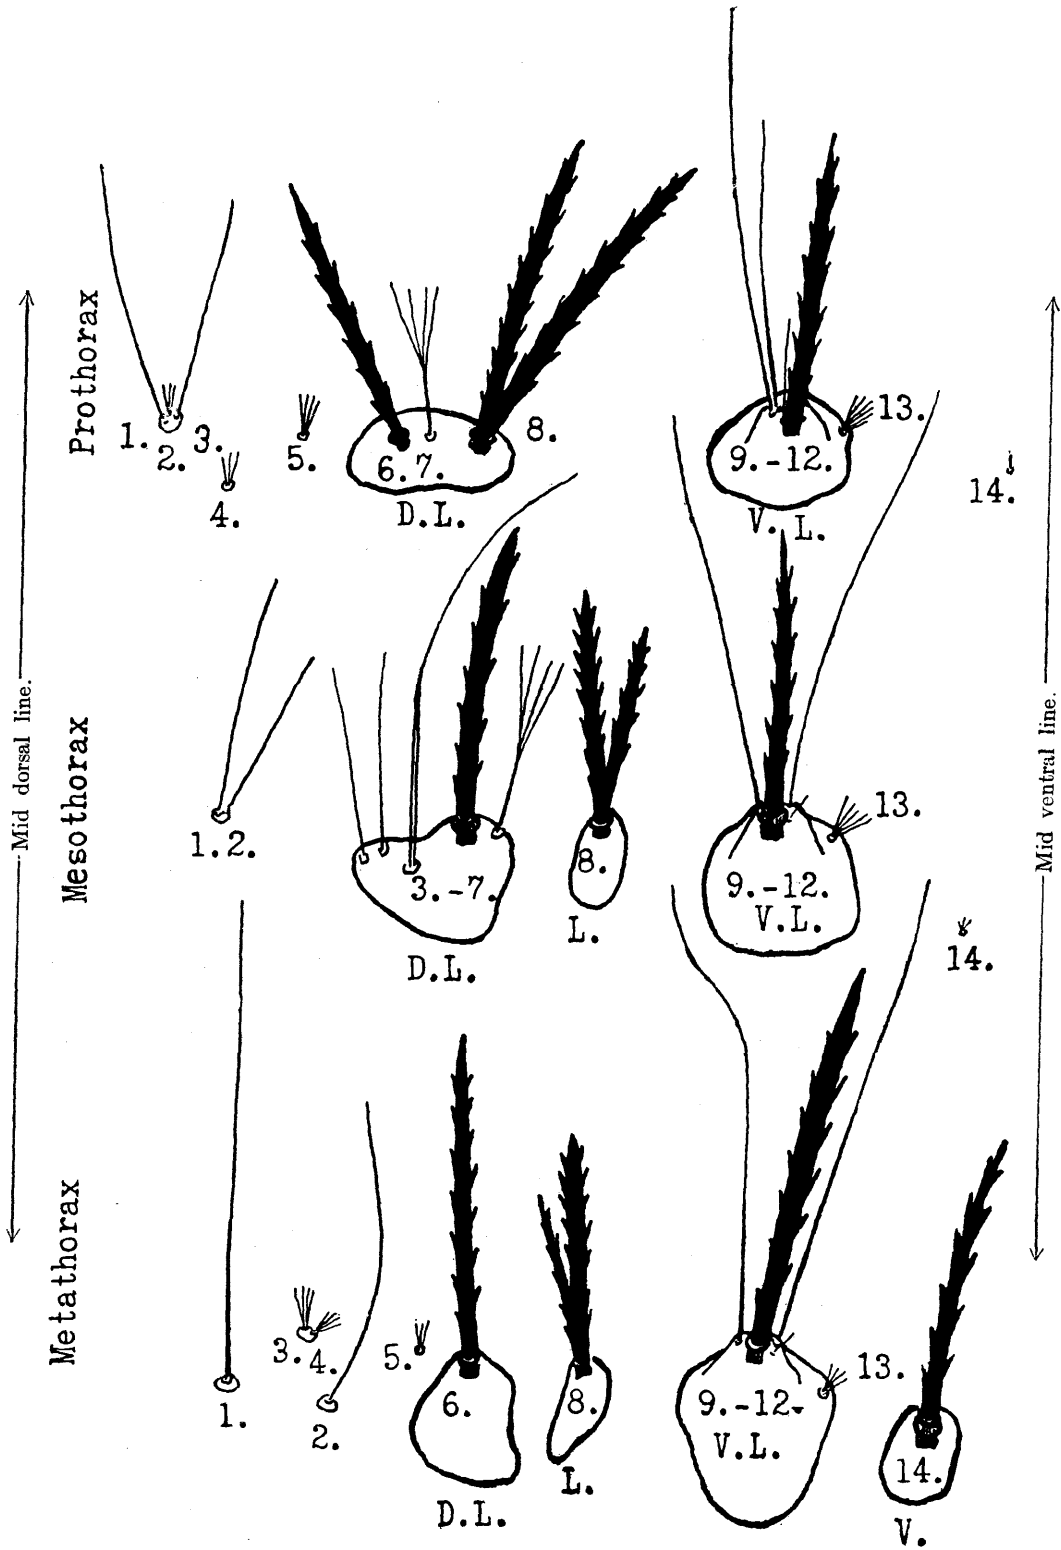 Mid dorsal line.
Prothorax
1. 2. 3.
4.
5.
6. 7.
8.
D.L.
9.-12.
V. L.
13.
14.
Mesothorax
1. 2.
3.-7.
D.L.
8.
L.
9.-12.
V.L.
13.
14.
Metathorax
1.
2.
3. 4.
5.
6.
D.L.
8.
L.
9.-12.
V.L.
13.
14.
V.
Mid ventral line.